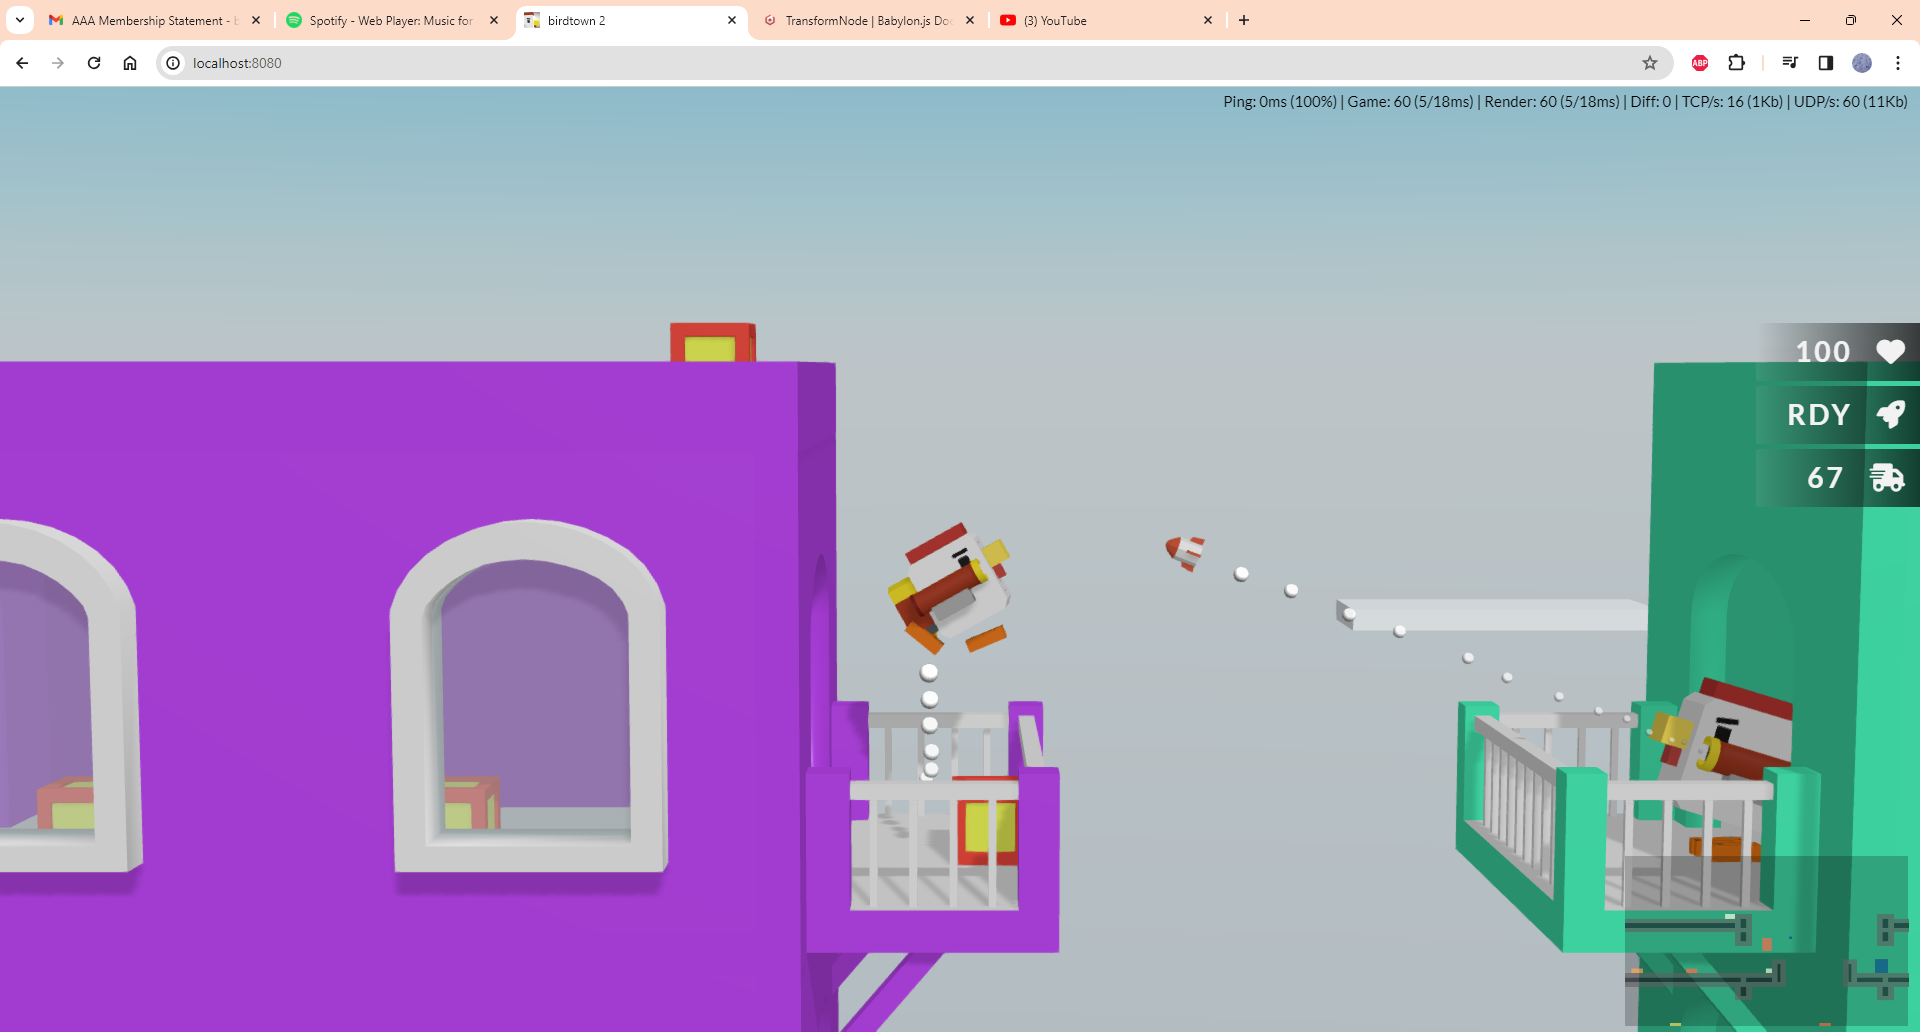 AAA Membership Statement - b
Spotify - Web Player: Music for
birdtown 2
TransformNode | Babylon.js Doc
(3) YouTube
localhost:8080
ABP
Ping: 0ms (100%) | Game: 60 (5/18ms) | Render: 60 (5/18ms) | Diff: 0 | TCP/s: 16 (1Kb) | UDP/s: 60 (11Kb)
100
RDY
67